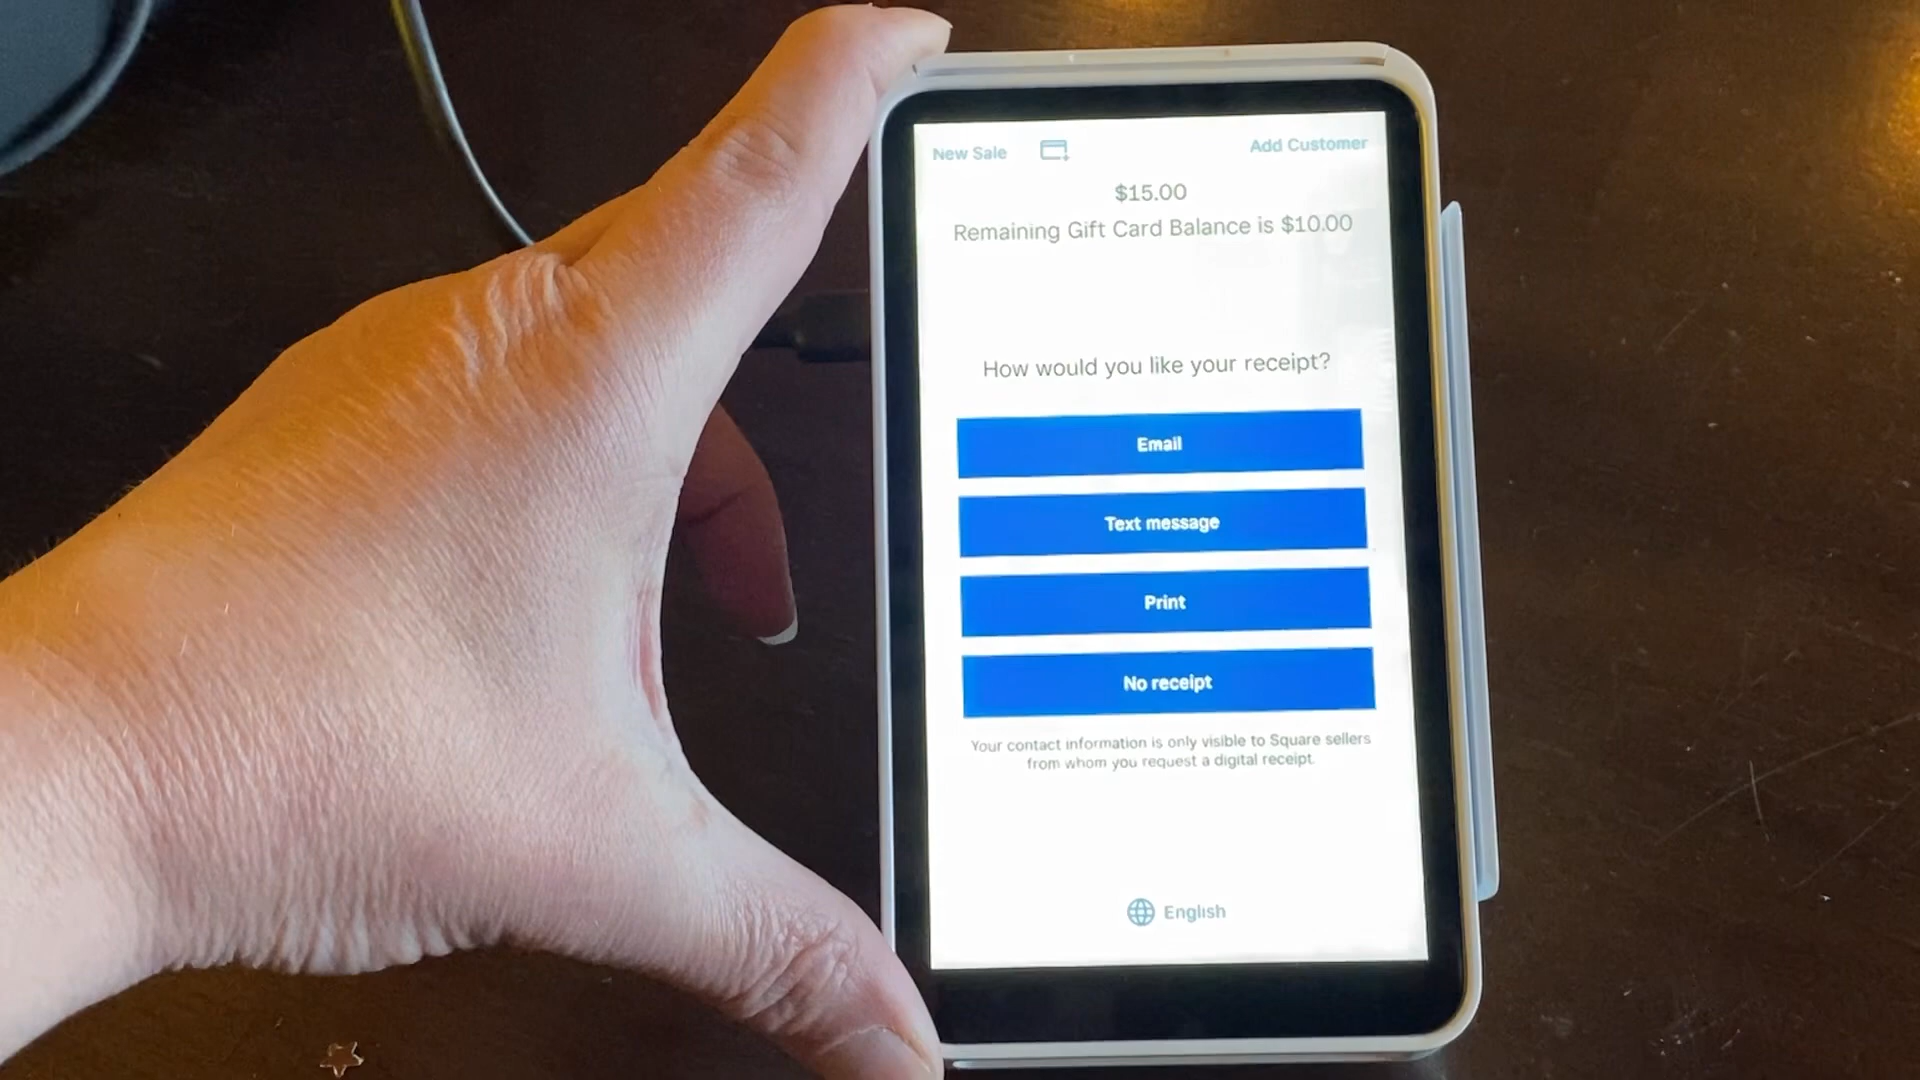 New Sale
Add Customer
$15.00
Remaining Gift Card Balance is $10.00
How would you like your receipt?
Email
Text message
Print
No receipt
Your contact information is only visible to Square sellers
from whom you request a digital receipt.
English